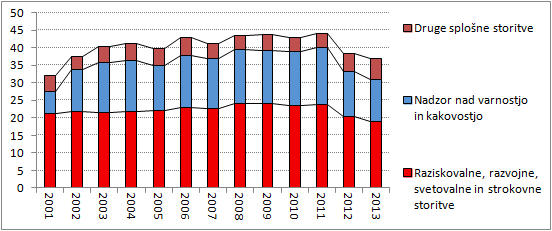 50
45
40
35
30
25
20
15
10
5
0
2001 2002 2003 2004 2005 2006 2007 2008 2009 2010 2011 2012 2013
Druge splošne storitve
Nadzor nad varnostjo
in kakovostjo
Raziskovalne, razvojne,
svetovalne in strokovne
storitve